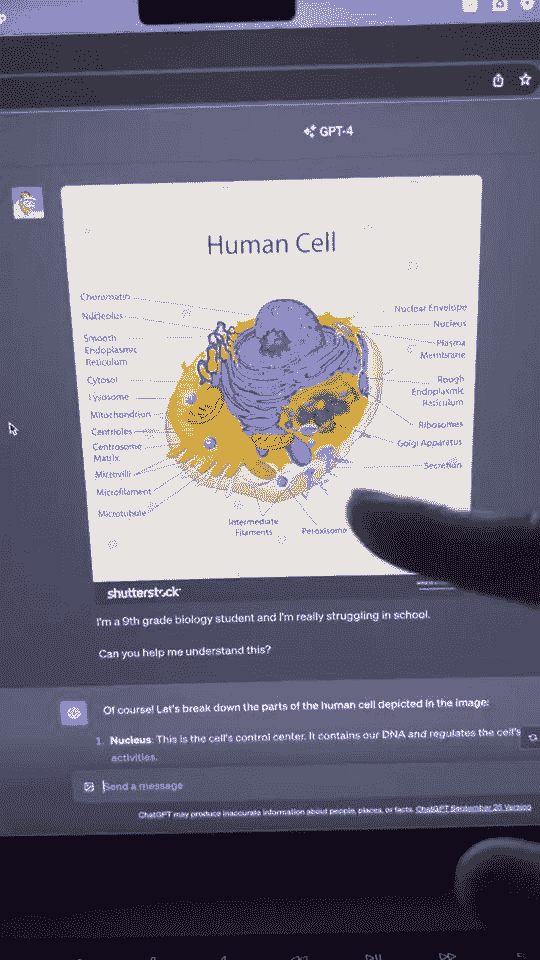 GPT-4
Human Cell
Choromatin
Nucleolus
Smooth
Endoplasmic
Reticulum
Cytosol
Lysosome
Mitochondrion
Centrioles
Centrosome
Matrix
Microvilli
Microfilament
Microtubule
Intermediate
Filaments
Peroxisome
Nuclear Envelope
Nucleus
Plasma
Membrane
Rough
Endoplasmic
Reticulum
Ribosomes
Golgi Apparatus
Secretion
shutterstock
I'm a 9th grade biology student and I'm really struggling in school.
Can you help me understand this?
Of course! Let's break down the parts of the human cell depicted in the image:
1. Nucleus: This is the cell's control center. It contains our DNA and regulates the cell's
activities.
Send a message
ChatGPT may produce inaccurate information about people, places, or facts. ChatGPT September 25 Version